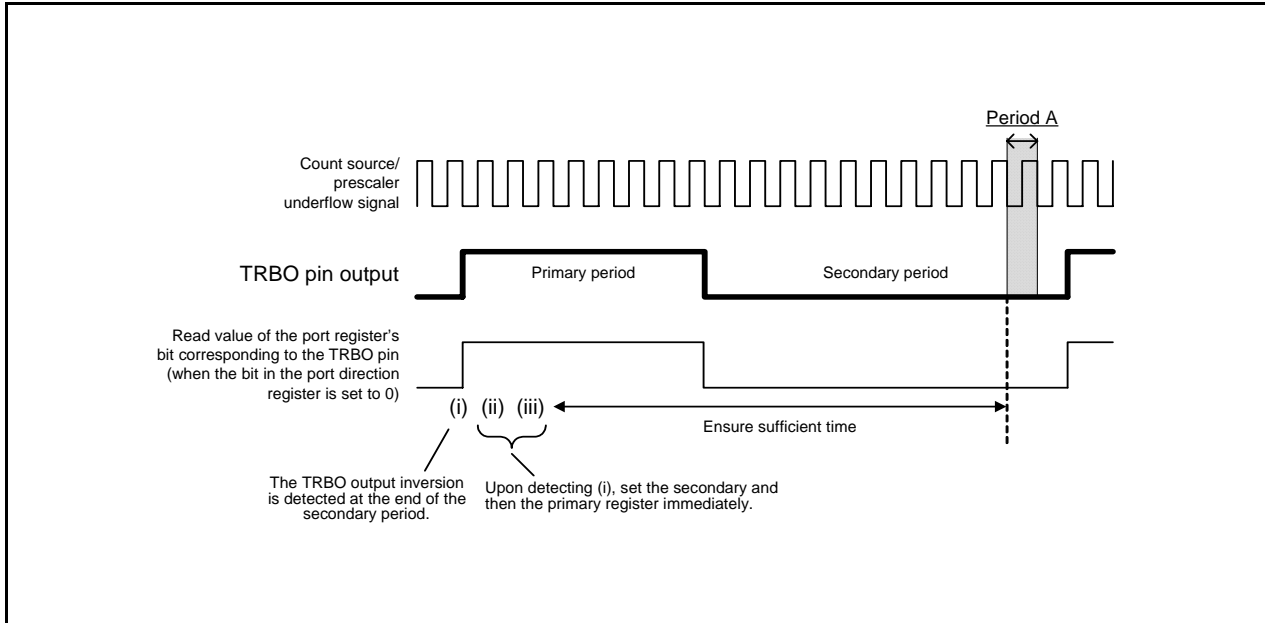 Period A
Count source/
prescaler
underflow signal
TRBO pin output
Primary period
Secondary period
Read value of the port register's
bit corresponding to the TRBO pin
(when the bit in the port direction
register is set to 0)
(i) (ii) (iii)
Ensure sufficient time
The TRBO output inversion
is detected at the end of the
secondary period.
Upon detecting (i), set the secondary and
then the primary register immediately.